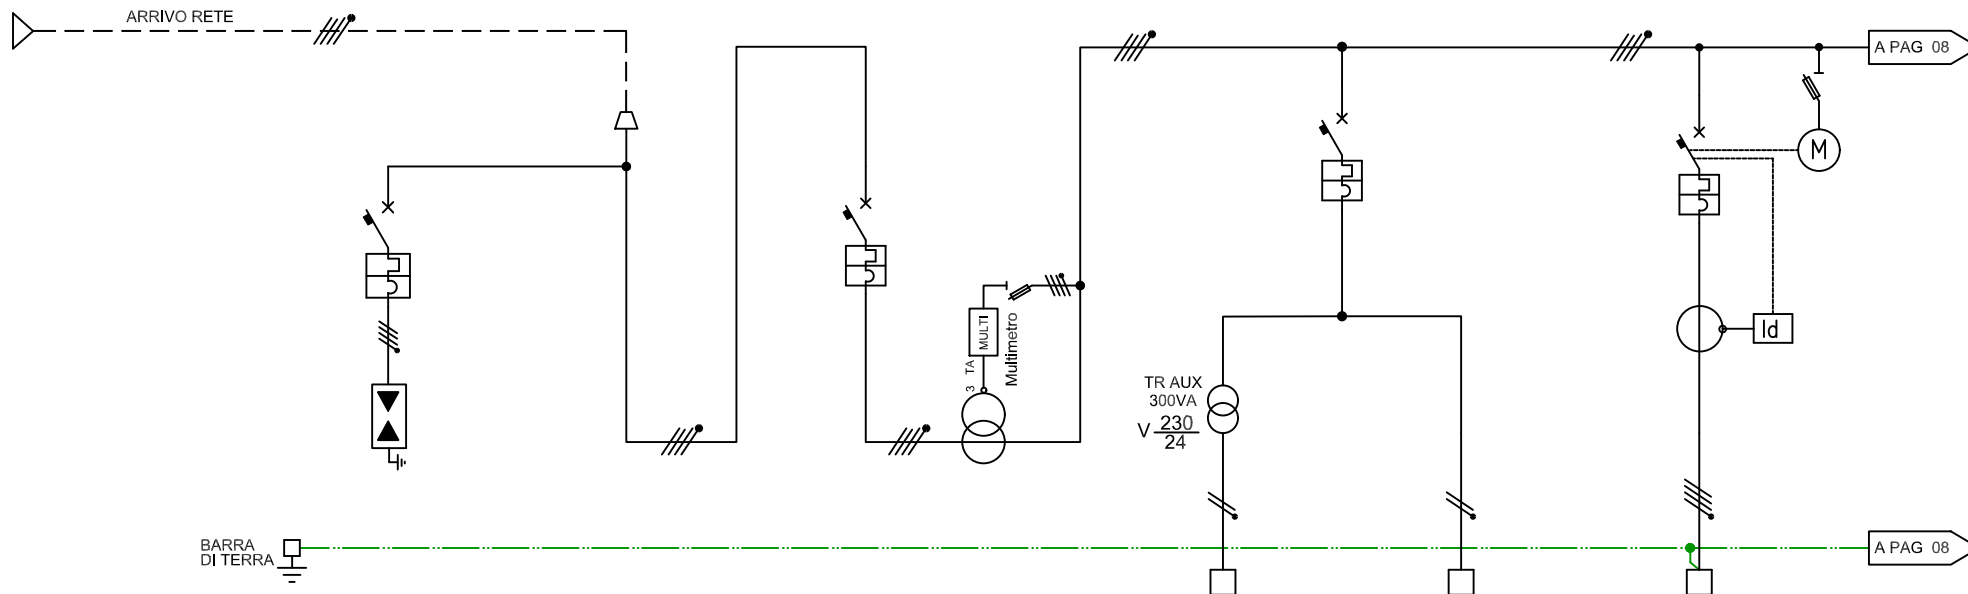 ARRIVO RETE
A PAG 08
M
MULTI
Multimetro
3 TA
Id
TR AUX
300VA
V 230
24
BARRA
DI TERRA
A PAG 08